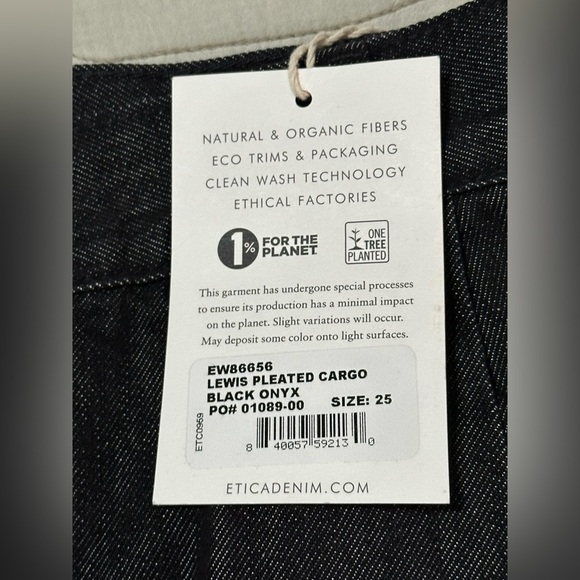 NATURAL & ORGANIC FIBERS
ECO TRIMS & PACKAGING
CLEAN WASH TECHNOLOGY
ETHICAL FACTORIES
1% FOR THE
PLANET
ONE
TREE
PLANTED
This garment has undergone special processes
to ensure its production has a minimal impact
on the planet. Slight variations will occur.
May deposit some color onto light surfaces.
EW86656
LEWIS PLEATED CARGO
BLACK ONYX
PO# 01089-00 SIZE: 25
ETC0959
8 40057 59213 0
ETICADENIM.COM